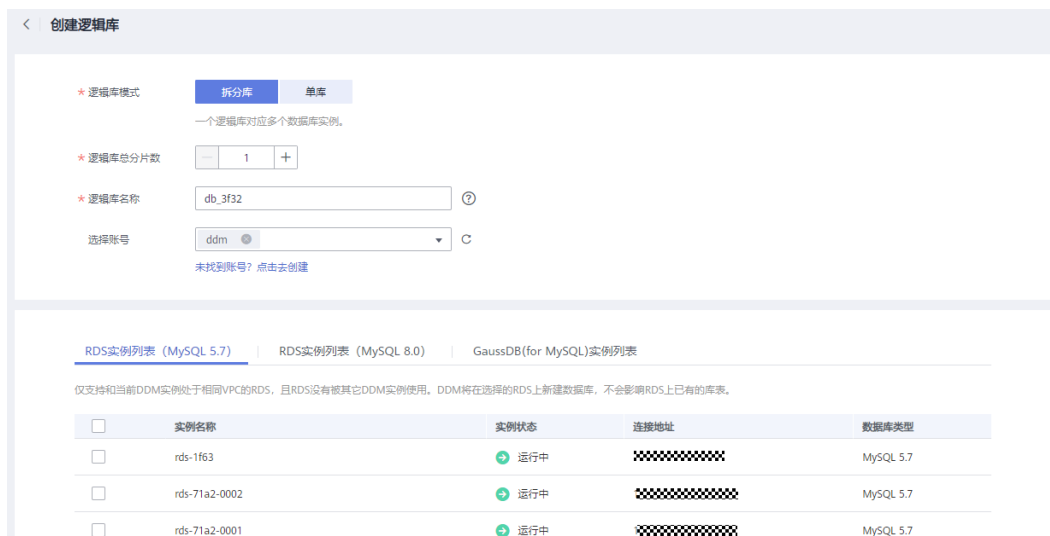 创建逻辑库
* 逻辑库模式 拆分库 单库
一个逻辑库对应多个数据库实例。
* 逻辑库总分片数 － 1 ＋
* 逻辑库名称 db_3f32 ?
选择账号 ddm
未找到账号？点击去创建
RDS实例列表（MySQL 5.7） RDS实例列表（MySQL 8.0） GaussDB(for MySQL)实例列表
仅支持和当前DDM实例处于相同VPC的RDS，且RDS没有被其它DDM实例使用。DDM将在选择的RDS上新建数据库，不会影响RDS上已有的库表。
实例名称 实例状态 连接地址 数据库类型
rds-1f63 运行中 MySQL 5.7
rds-71a2-0002 运行中 MySQL 5.7
rds-71a2-0001 运行中 MySQL 5.7